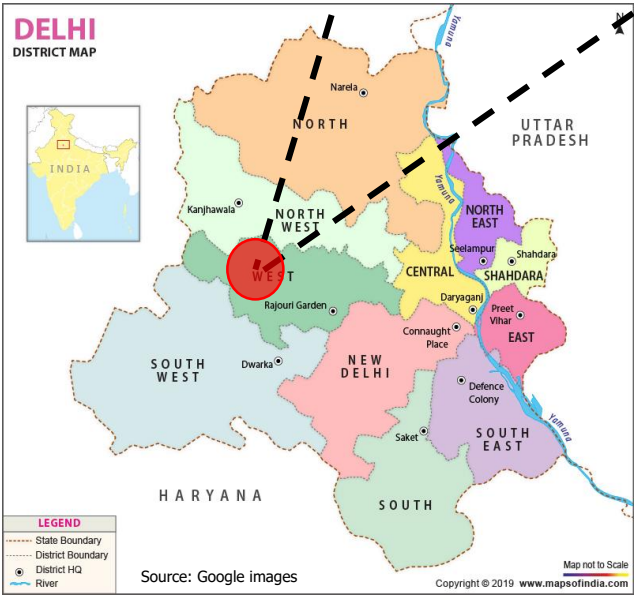 DELHI
DISTRICT MAP
N
Yamuna
Narela
NORTH
UTTAR
PRADESH
INDIA
Yamuna
Kanjhawala
NORTH
WEST
NORTH
EAST
Seelampur
Shahdara
WEST
CENTRAL
SHAHDARA
Rajouri Garden
Daryaganj
Preet
Vihar
Connaught
Place
EAST
SOUTH
WEST
Dwarka
NEW
DELHI
Defence
Colony
Yamuna
Saket
SOUTH
EAST
HARYANA
SOUTH
LEGEND
State Boundary
District Boundary
District HQ
River
Source: Google images
Map not to Scale
Copyright © 2019 www.mapsofindia.com